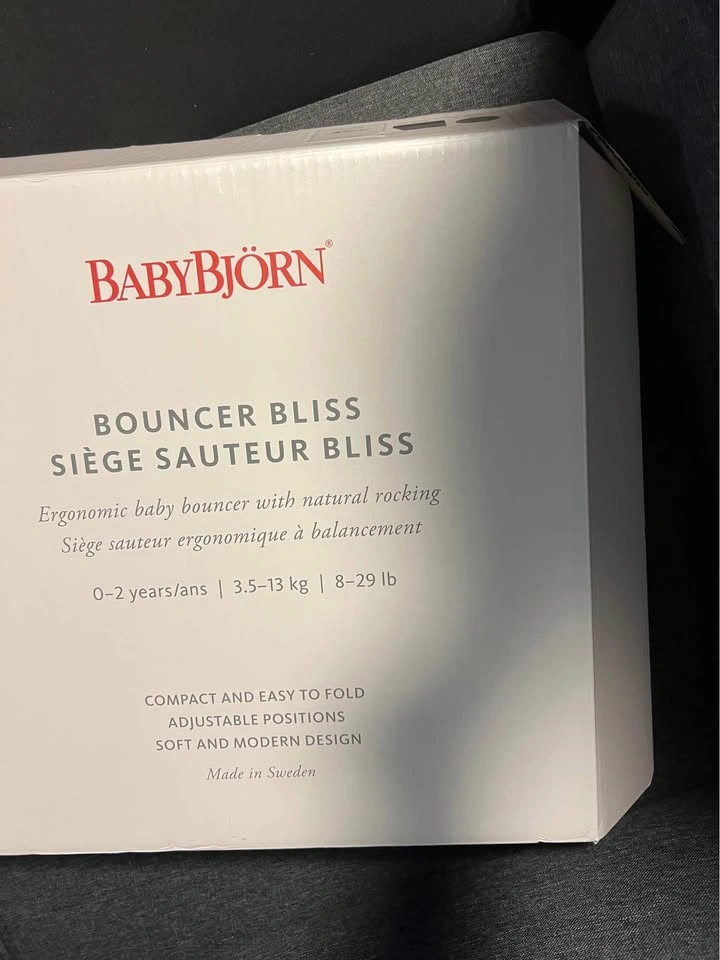 BABYBJÖRN®
BOUNCER BLISS
SIÈGE SAUTEUR BLISS
Ergonomic baby bouncer with natural rocking
Siège sauteur ergonomique à balancement
0–2 years/ans | 3.5–13 kg | 8–29 lb
COMPACT AND EASY TO FOLD
ADJUSTABLE POSITIONS
SOFT AND MODERN DESIGN
Made in Sweden